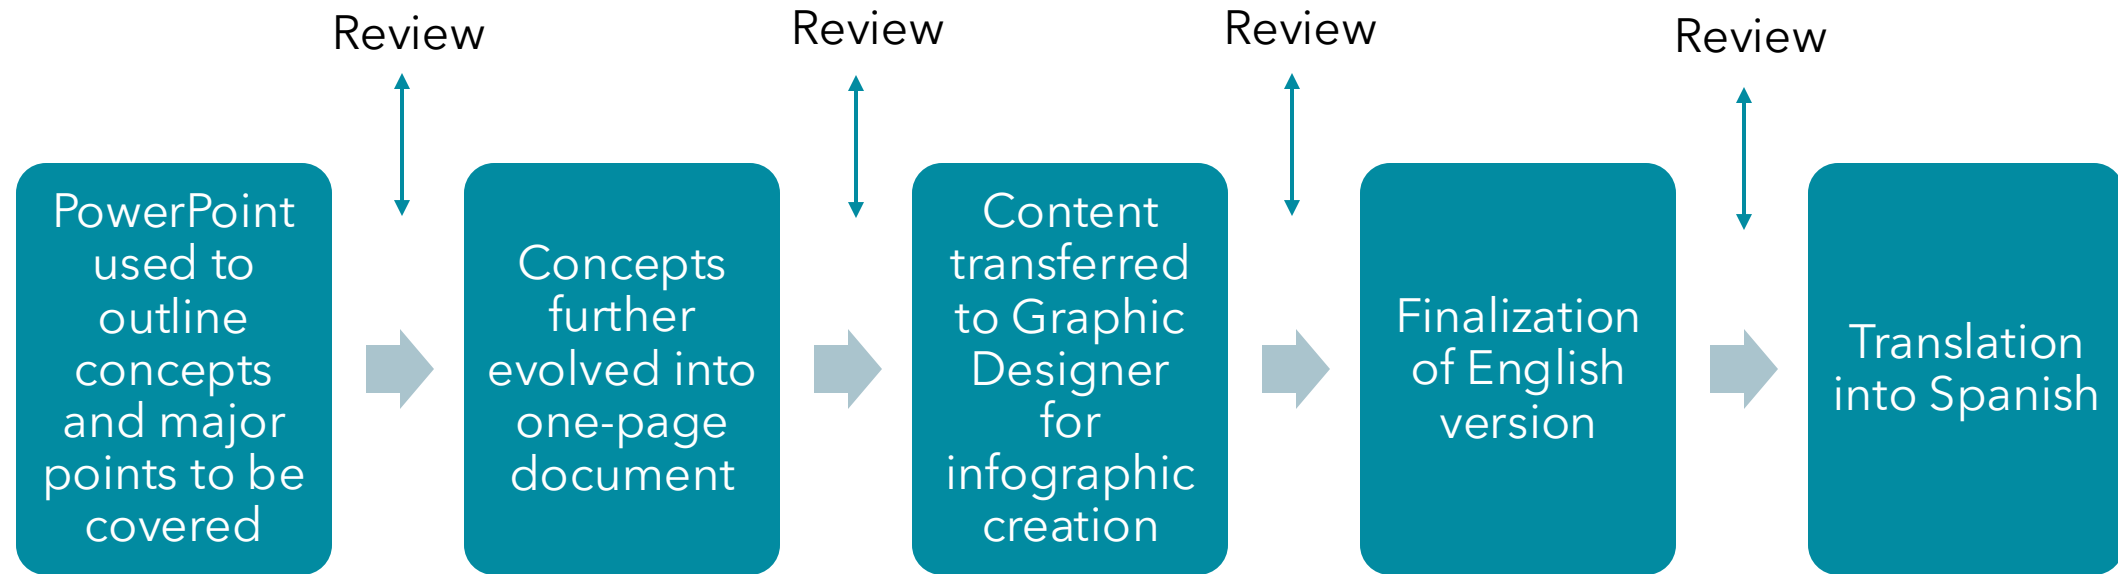 Review
Review
Review
Review
PowerPoint
used to
outline
concepts
and major
points to be
covered
Concepts
further
evolved into
one-page
document
Content
transferred
to Graphic
Designer
for
infographic
creation
Finalization
of English
version
Translation
into Spanish